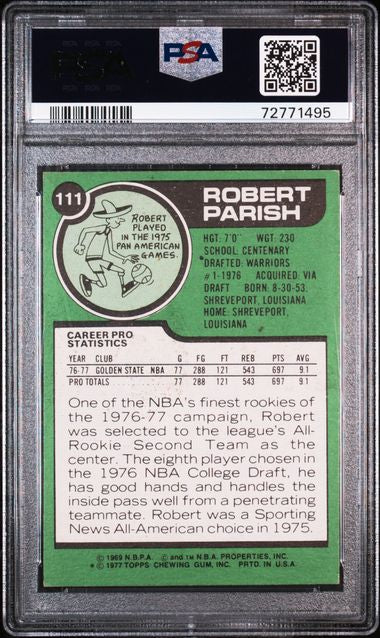 PSA
72771495
111
ROBERT
PLAYED
IN THE 1975
PAN AMERICAN
GAMES.
ROBERT
PARISH
HGT: 7'0" WGT: 230
SCHOOL: CENTENARY
DRAFTED: WARRIORS
#1-1976 ACQUIRED: VIA
DRAFT BORN: 8-30-53,
SHREVEPORT, LOUISIANA
HOME: SHREVEPORT,
LOUISIANA
CAREER PRO
STATISTICS
YEAR CLUB G FG FT REB PTS AVG
76-77 GOLDEN STATE NBA 77 288 121 543 697 9.1
PRO TOTALS 77 288 121 543 697 9.1
One of the NBA's finest rookies of
the 1976-77 campaign, Robert
was selected to the league's All-
Rookie Second Team as the
center. The eighth player chosen in
the 1976 NBA College Draft, he
has good hands and handles the
inside pass well from a penetrating
teammate. Robert was a Sporting
News All-American choice in 1975.
© 1969 N.B.P.A. © and TM N.B.A. PROPERTIES, INC.
© 1977 TOPPS CHEWING GUM, INC. PRTD. IN U.S.A.